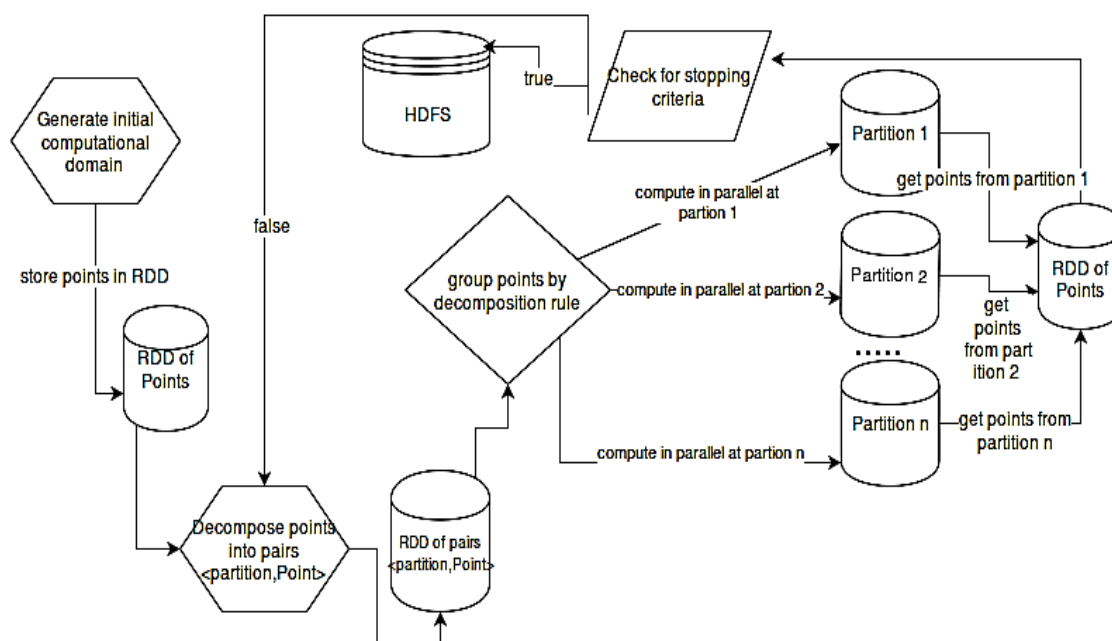 Generate initial
computational
domain
store points in RDD
RDD of
Points
Decompose points
into pairs
<partition,Point>
RDD of pairs
<partition,Point>
false
HDFS
true
Check for stopping
criteria
group points by
decomposition rule
compute in parallel at
partion 1
compute in parallel at partion 2
compute in parallel at partion n
Partition 1
Partition 2
.....
Partition n
get points from partition 1
get
points
from part
ition 2
get points from
partition n
RDD of
Points